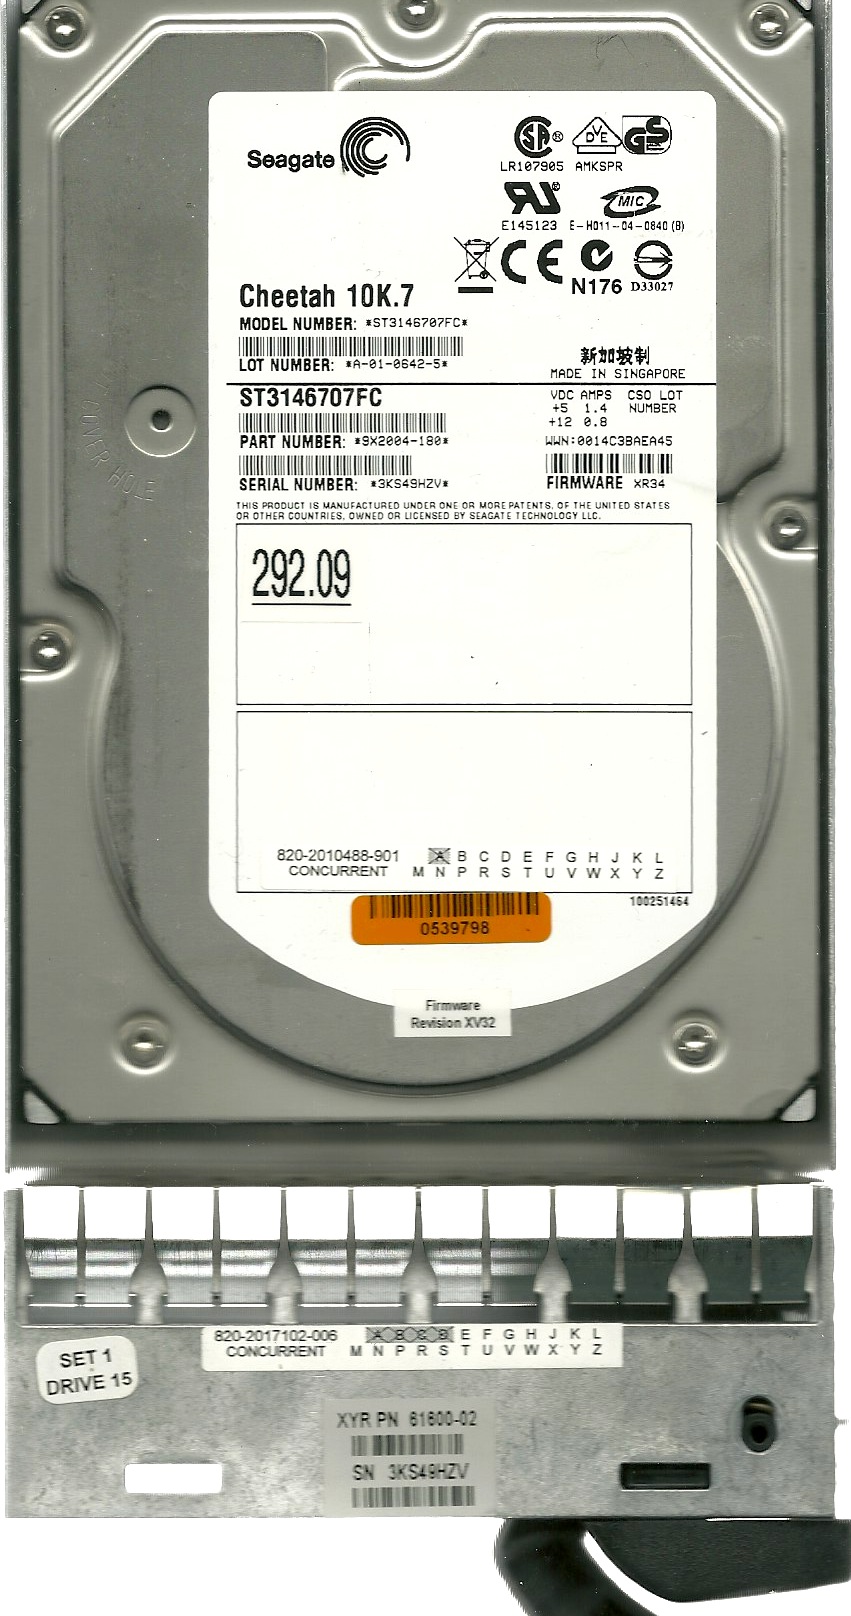 Seagate
LR107905 AMKSPR
E145123 E-H011-04-0840 (B)
N176 D33027
Cheetah 10K.7
MODEL NUMBER: *ST3146707FC*
LOT NUMBER: *A-01-0642-5*
新加坡制
MADE IN SINGAPORE
ST3146707FC
VDC AMPS CSO LOT
+5 1.4 NUMBER
+12 0.8
PART NUMBER: *9X2004-180*
WWN:0014C3BAEA45
SERIAL NUMBER: *3KS49HZV*
FIRMWARE XR34
THIS PRODUCT IS MANUFACTURED UNDER ONE OR MORE PATENTS, OF THE UNITED STATES
OR OTHER COUNTRIES, OWNED OR LICENSED BY SEAGATE TECHNOLOGY LLC.
COVER HOLE
292.09
820-2010488-901 A B C D E F G H J K L
CONCURRENT M N P R S T U V W X Y Z
100251464
0539798
Firmware
Revision XV32
820-2017102-006 A B C D E F G H J K L
CONCURRENT M N P R S T U V W X Y Z
SET 1
DRIVE 15
XYR PN 61600-02
SN 3KS49HZV